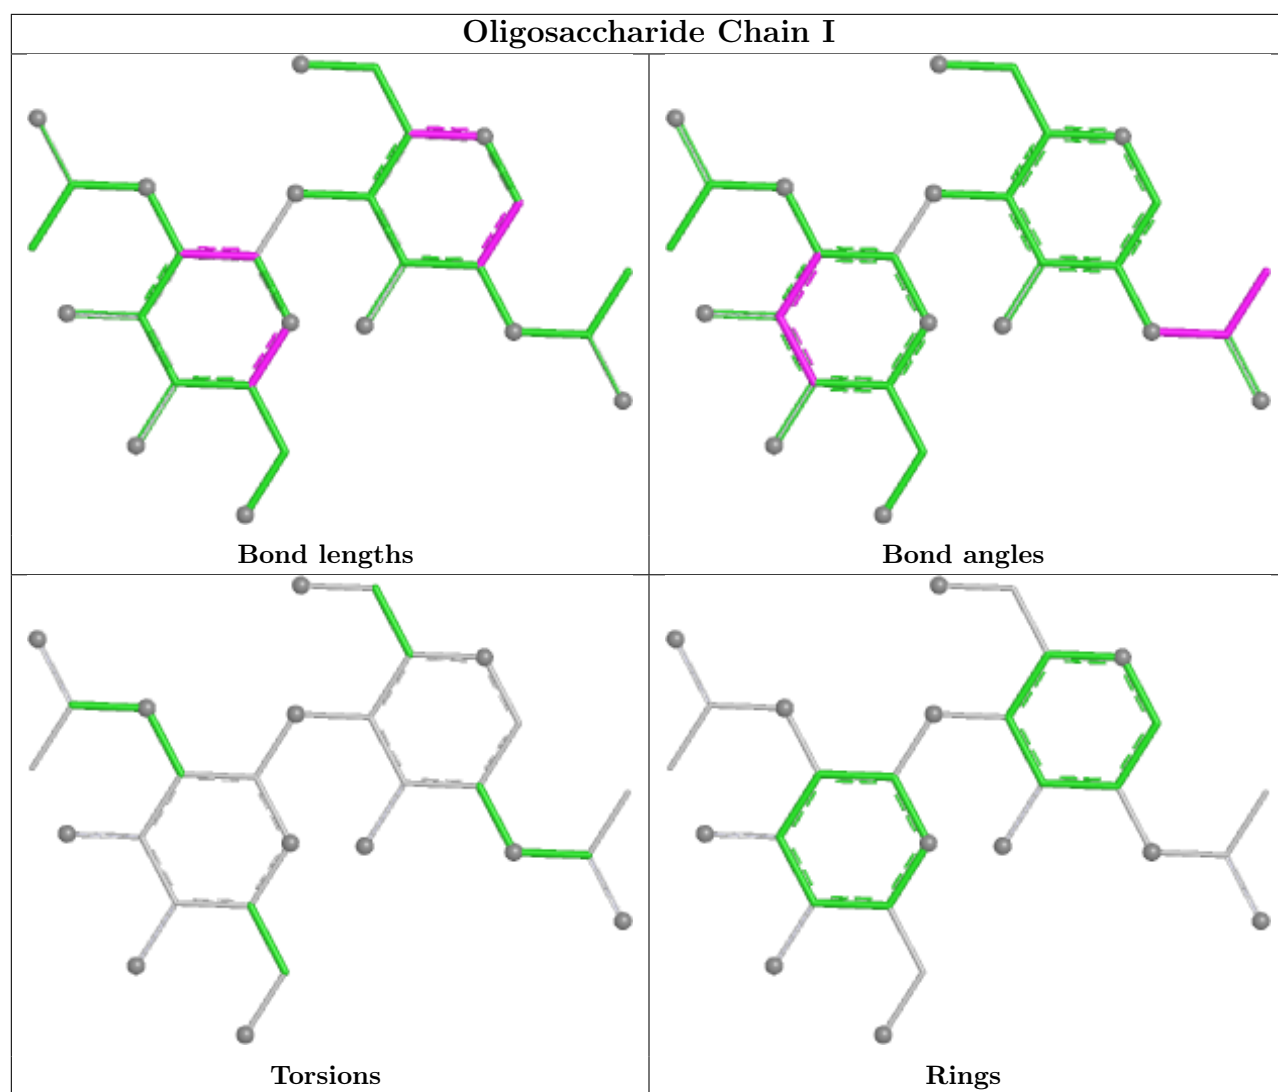 Oligosaccharide Chain I
Bond lengths
Bond angles
Torsions
Rings